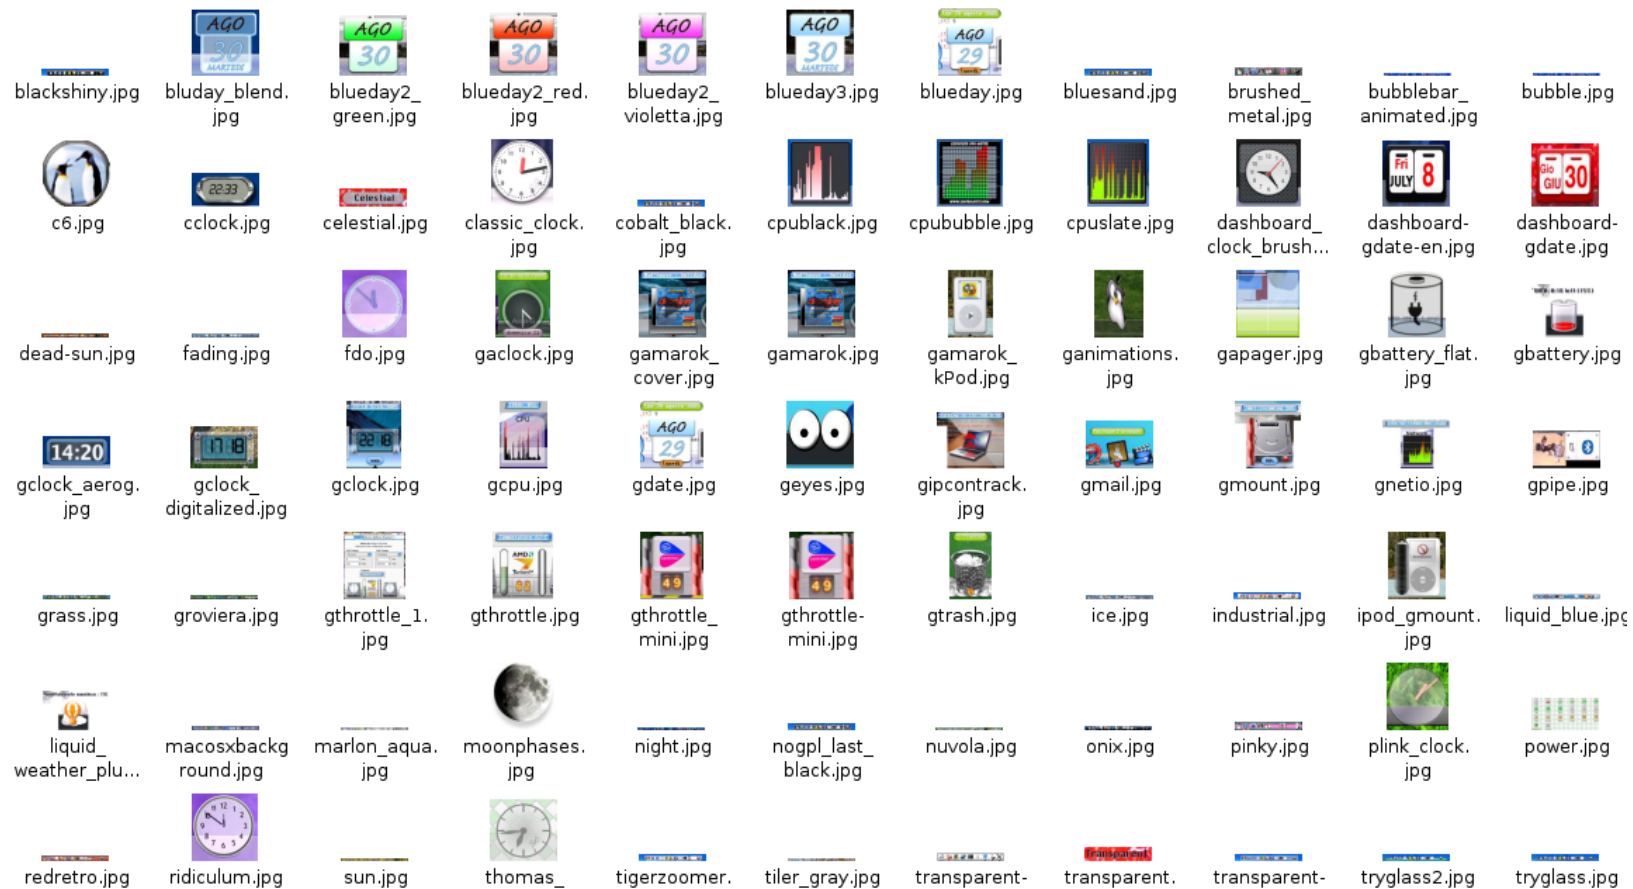 AGO
30
MARTEDI
AGO
30
AGO
30
AGO
30
AGO
30
MARTEDI
AGO
29
blackshiny.jpg
bluday_blend.
jpg
blueday2_
green.jpg
blueday2_red.
jpg
blueday2_
violetta.jpg
blueday3.jpg
blueday.jpg
bluesand.jpg
brushed_
metal.jpg
bubblebar_
animated.jpg
bubble.jpg
22:33
Celestial
Fri
JULY
8
Gio
GIU
30
c6.jpg
cclock.jpg
celestial.jpg
classic_clock.
jpg
cobalt_black.
jpg
cpublack.jpg
cpububble.jpg
cpuslate.jpg
dashboard_
clock_brush...
dashboard-
gdate-en.jpg
dashboard-
gdate.jpg
dead-sun.jpg
fading.jpg
fdo.jpg
gaclock.jpg
gamarok_
cover.jpg
gamarok.jpg
gamarok_
kPod.jpg
ganimations.
jpg
gapager.jpg
gbattery_flat.
jpg
gbattery.jpg
14:20
17 18
22 18
CPU
AGO
29
gclock_aerog.
jpg
gclock_
digitalized.jpg
gclock.jpg
gcpu.jpg
gdate.jpg
geyes.jpg
gipcontrack.
jpg
gmail.jpg
gmount.jpg
gnetio.jpg
gpipe.jpg
AMD
49
49
grass.jpg
groviera.jpg
gthrottle_1.
jpg
gthrottle.jpg
gthrottle_
mini.jpg
gthrottle-
mini.jpg
gtrash.jpg
ice.jpg
industrial.jpg
ipod_gmount.
jpg
liquid_blue.jpg
liquid_
weather_plu...
macosxbackg
round.jpg
marlon_aqua.
jpg
moonphases.
jpg
night.jpg
nogpl_last_
black.jpg
nuvola.jpg
onix.jpg
pinky.jpg
plink_clock.
jpg
power.jpg
Transparent
redretro.jpg
ridiculum.jpg
sun.jpg
thomas_
tigerzoomer.
tiler_gray.jpg
transparent-
transparent.
transparent-
tryglass2.jpg
tryglass.jpg